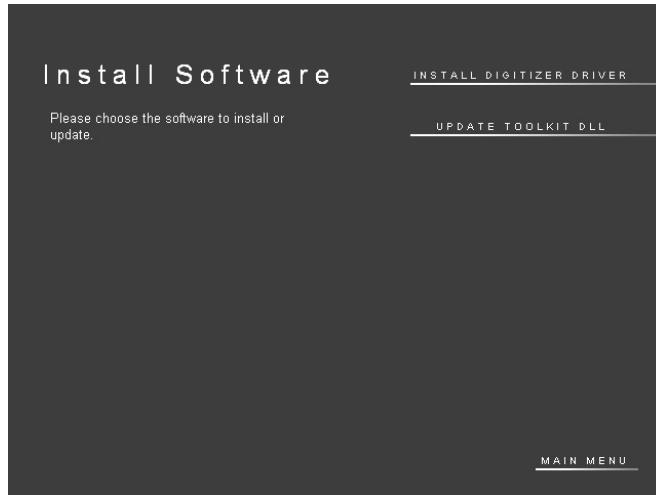 Install Software
Please choose the software to install or
update.
INSTALL DIGITIZER DRIVER
UPDATE TOOLKIT DLL
MAIN MENU